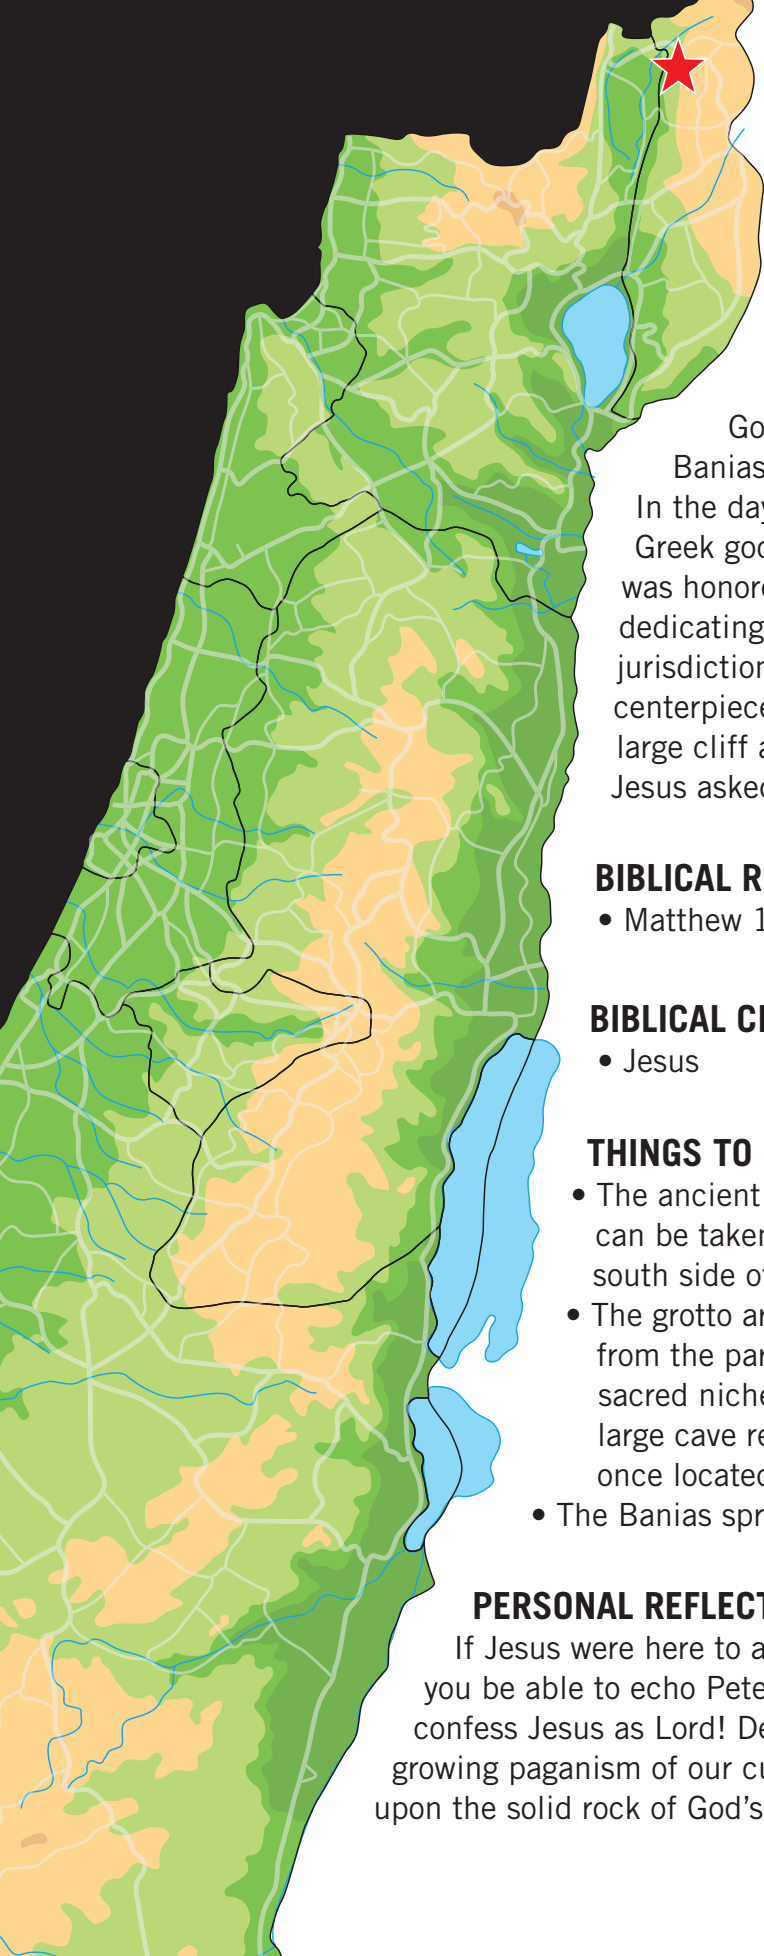 Go
Banias
In the day
Greek god
was honore
dedicating
jurisdiction
centerpiece
large cliff a
Jesus asked
BIBLICAL R
• Matthew 1
BIBLICAL C
• Jesus
THINGS TO
• The ancient
can be taken
south side of
• The grotto ar
from the par
sacred niche
large cave re
once located
• The Banias spr
PERSONAL REFLECT
If Jesus were here to a
you be able to echo Pete
confess Jesus as Lord! De
growing paganism of our cu
upon the solid rock of God’s